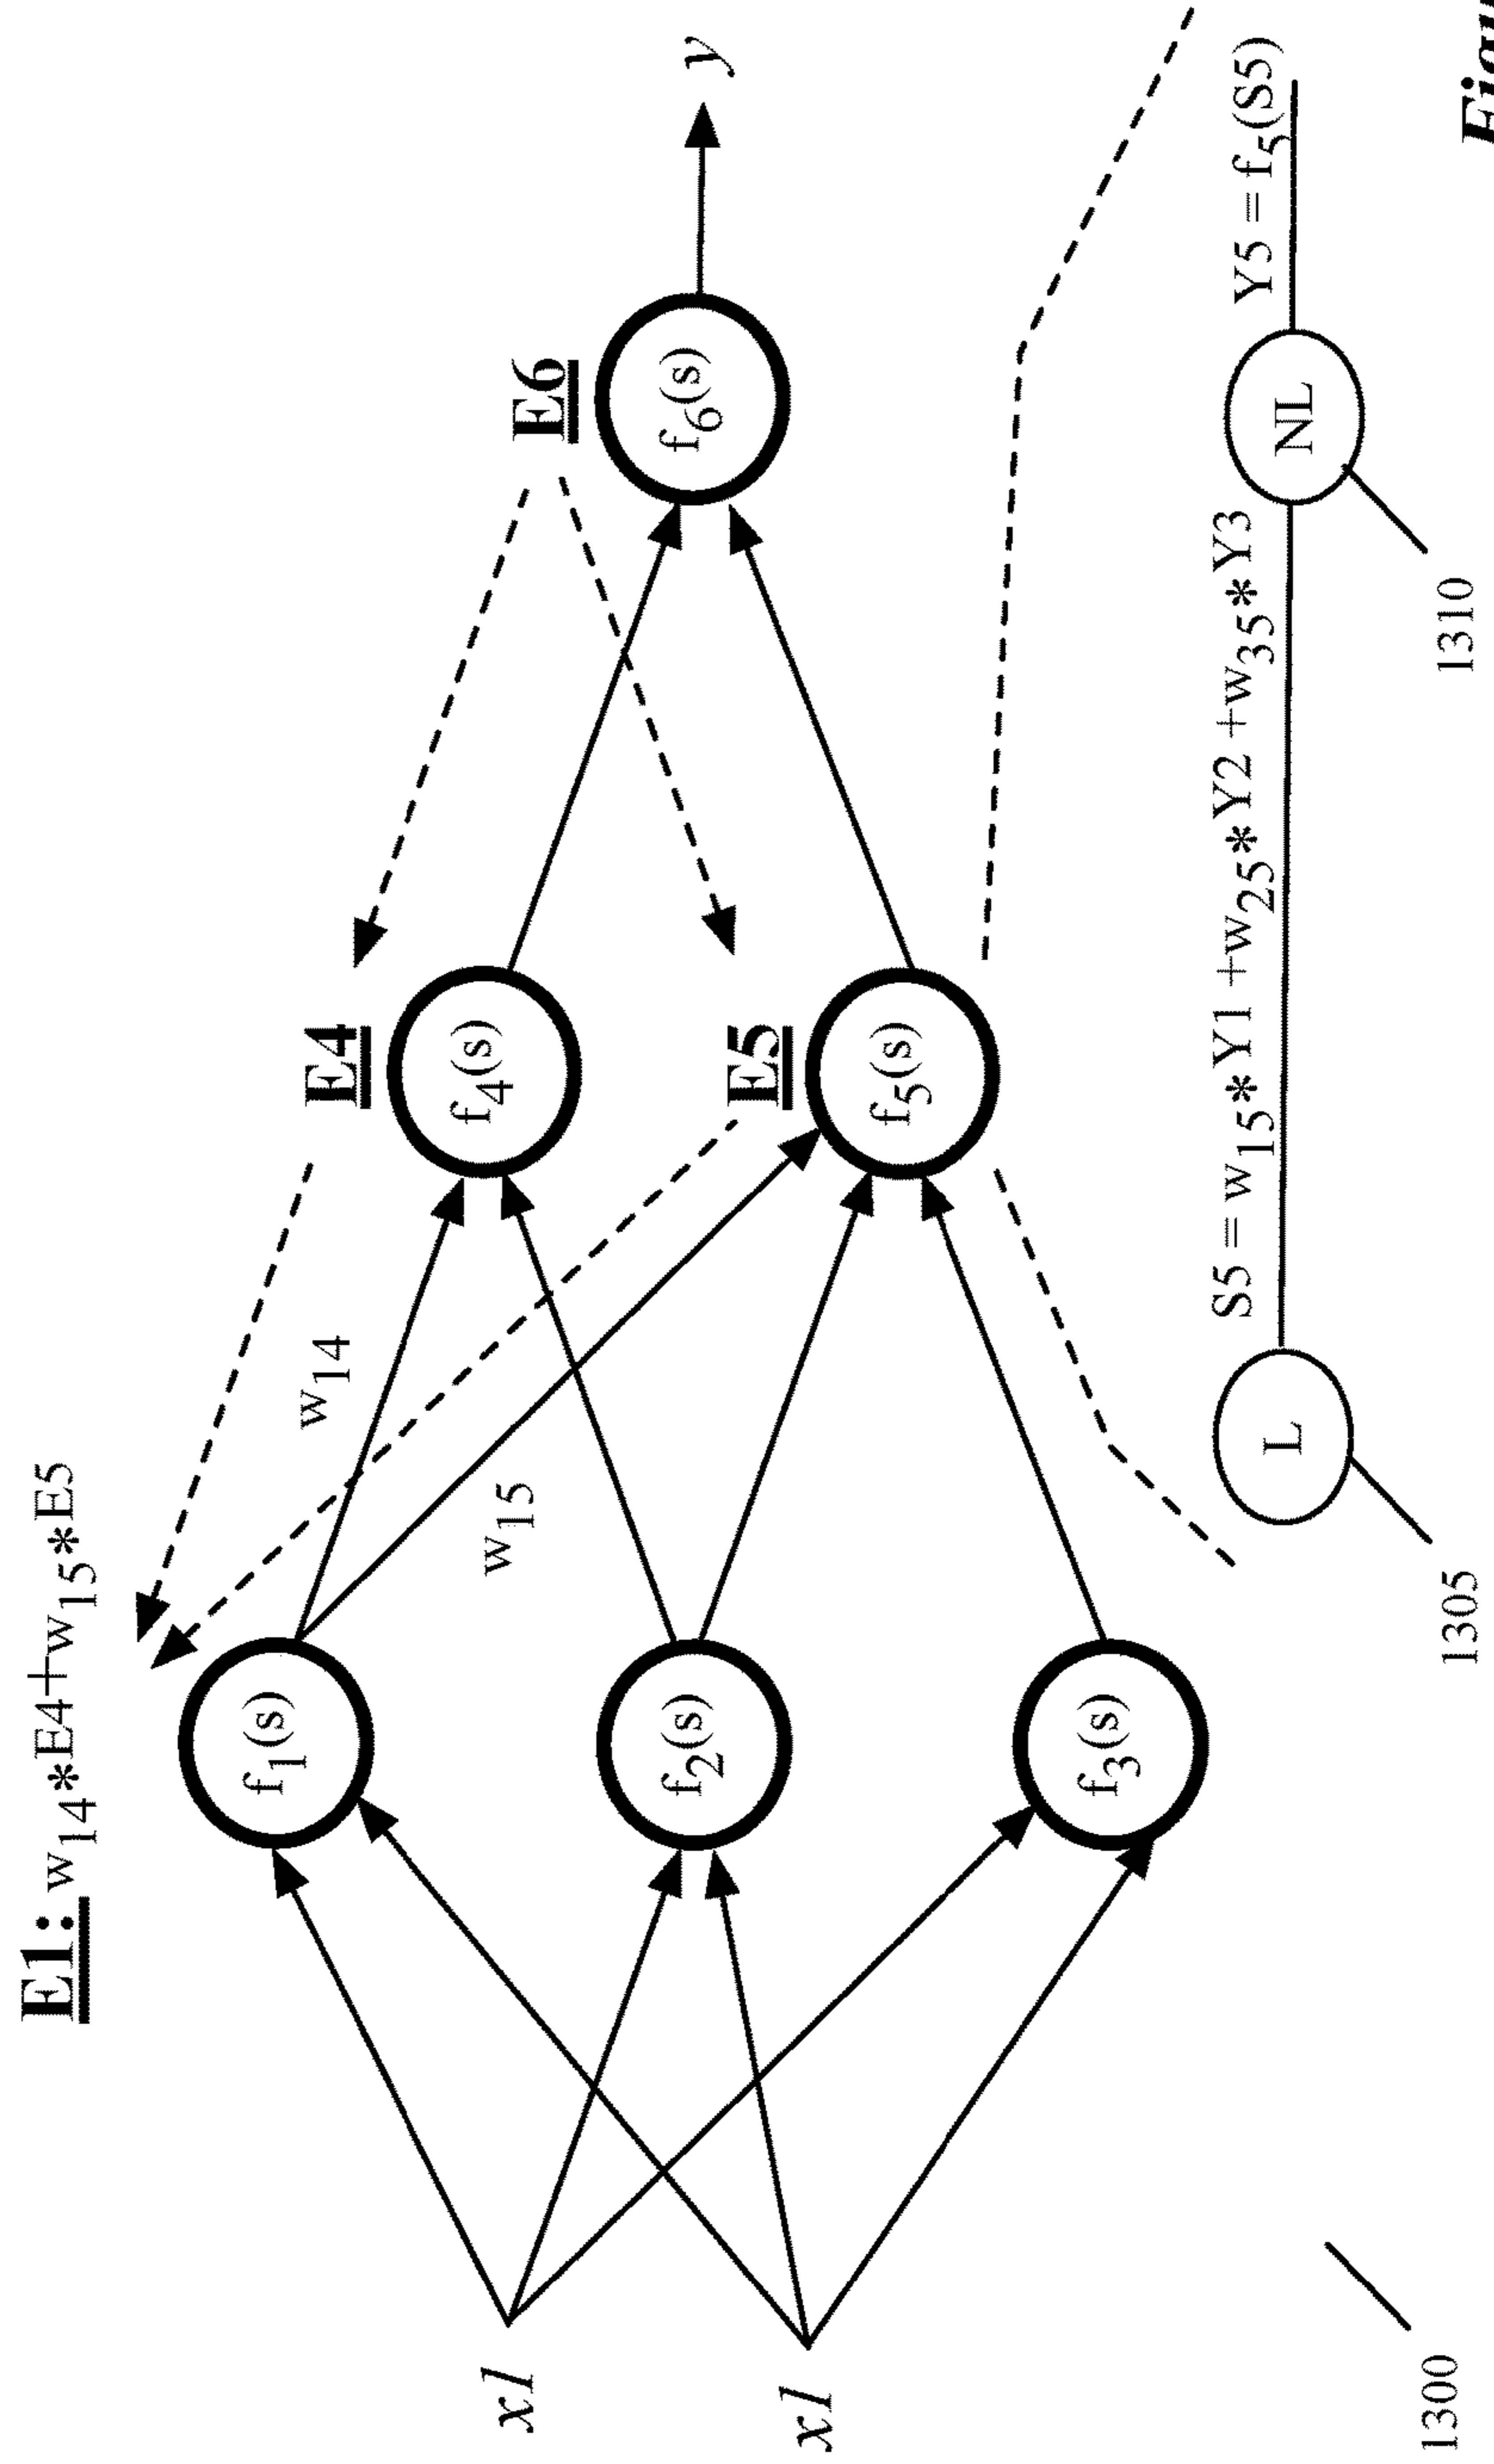 E1: w14*E4+w15*E5
f1(s)
w14
E4
f4(s)
E6
f6(s)
y
x1
f2(s)
w15
E5
f5(s)
x1
f3(s)
L
S5 = w15*Y1 +w25*Y2 +w35*Y3
NL
Y5 = f5(S5)
1300
1305
1310